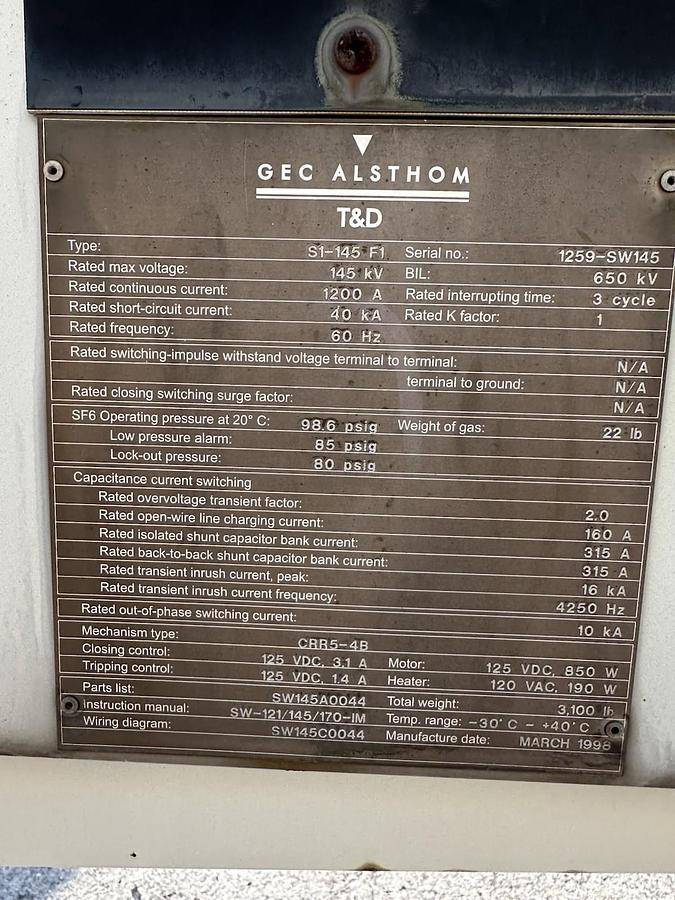 GEC ALSTHOM
T&D
Type: S1-145 F1 Serial no.: 1259-SW145
Rated max voltage: 145 kV BIL: 650 kV
Rated continuous current: 1200 A Rated interrupting time: 3 cycle
Rated short-circuit current: 40 kA Rated K factor: 1
Rated frequency: 60 Hz
Rated switching-impulse withstand voltage terminal to terminal: N/A
terminal to ground: N/A
Rated closing switching surge factor: N/A
SF6 Operating pressure at 20° C: 98.6 psig Weight of gas: 22 lb
Low pressure alarm: 85 psig
Lock-out pressure: 80 psig
Capacitance current switching
Rated overvoltage transient factor: 2.0
Rated open-wire line charging current: 160 A
Rated isolated shunt capacitor bank current: 315 A
Rated back-to-back shunt capacitor bank current: 315 A
Rated transient inrush current, peak: 16 kA
Rated transient inrush current frequency: 4250 Hz
Rated out-of-phase switching current: 10 kA
Mechanism type: CRR5-4B
Closing control: 125 VDC, 3.1 A Motor: 125 VDC, 850 W
Tripping control: 125 VDC, 1.4 A Heater: 120 VAC, 190 W
Parts list: SW145A0044 Total weight: 3,100 lb
Instruction manual: SW-121/145/170-IM Temp. range: -30° C - +40° C
Wiring diagram: SW145C0044 Manufacture date: MARCH 1998